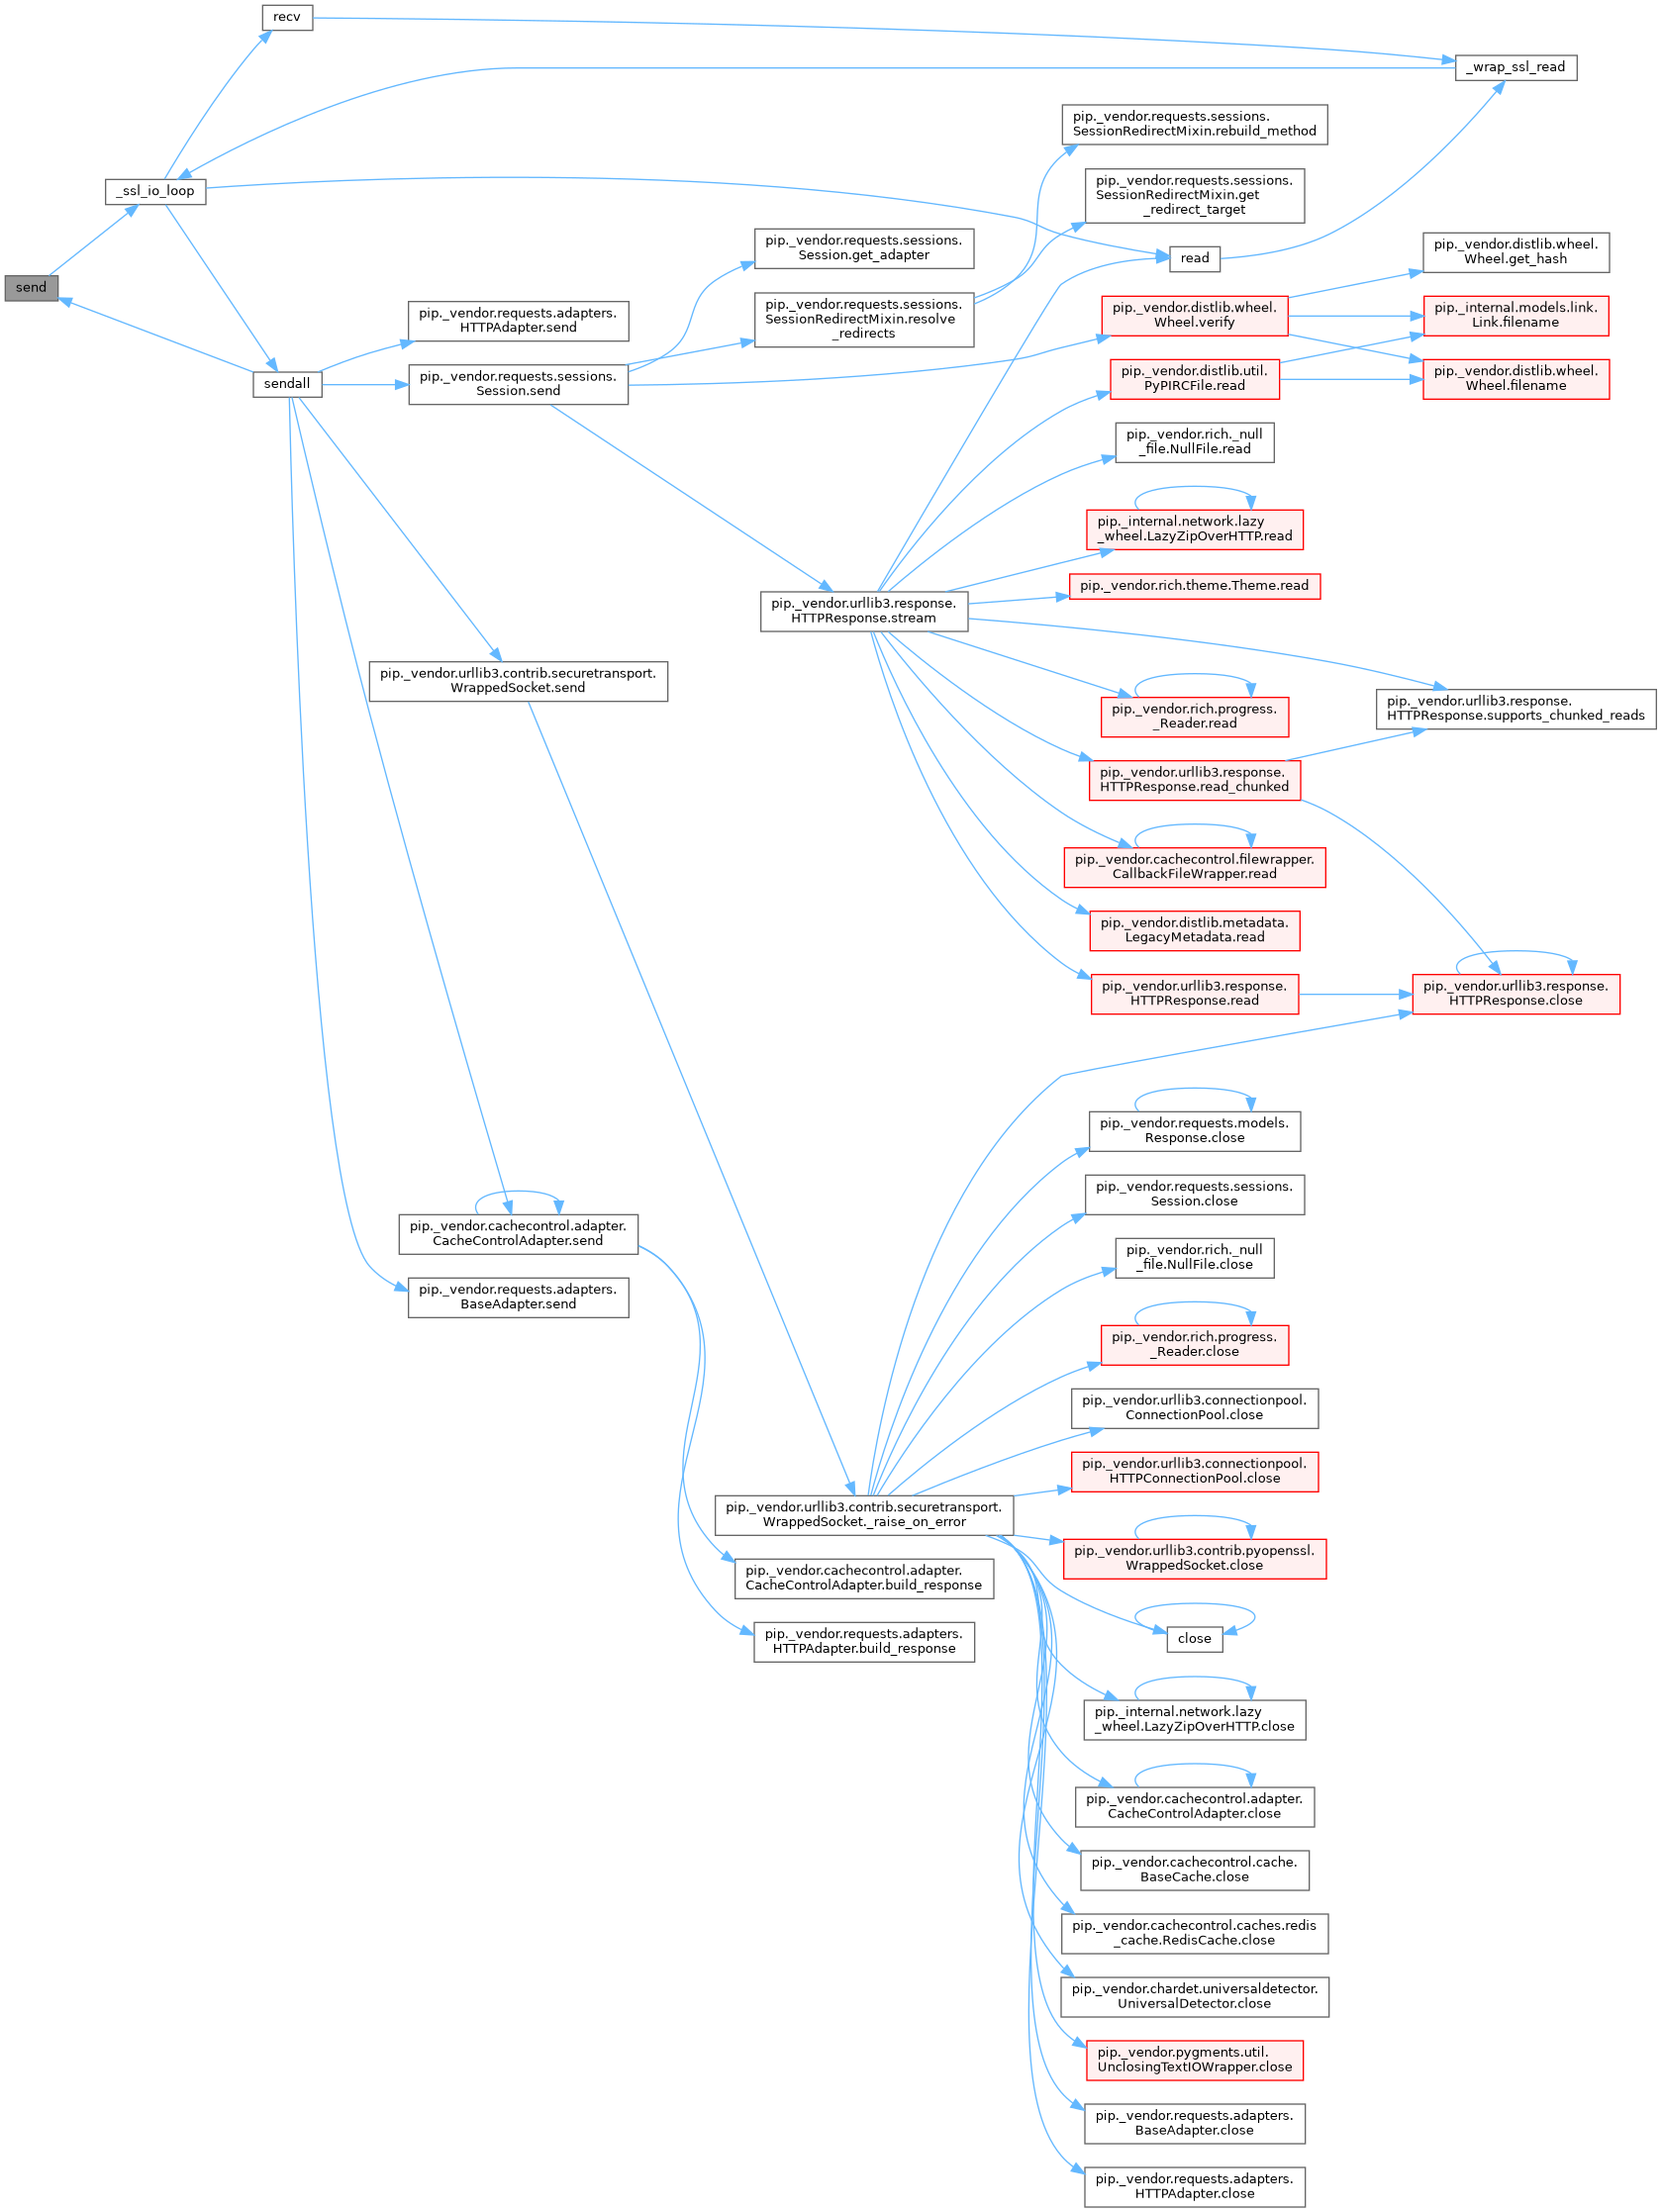 recv
_wrap_ssl_read
pip._vendor.requests.sessions.
SessionRedirectMixin.rebuild_method
_ssl_io_loop
pip._vendor.requests.sessions.
SessionRedirectMixin.get
_redirect_target
pip._vendor.requests.sessions.
Session.get_adapter
read
pip._vendor.distlib.wheel.
Wheel.get_hash
send
pip._vendor.requests.adapters.
HTTPAdapter.send
pip._vendor.requests.sessions.
SessionRedirectMixin.resolve
_redirects
pip._vendor.distlib.wheel.
Wheel.verify
pip._internal.models.link.
Link.filename
sendall
pip._vendor.requests.sessions.
Session.send
pip._vendor.distlib.util.
PyPIRCFile.read
pip._vendor.distlib.wheel.
Wheel.filename
pip._vendor.rich._null
_file.NullFile.read
pip._internal.network.lazy
_wheel.LazyZipOverHTTP.read
pip._vendor.rich.theme.Theme.read
pip._vendor.urllib3.response.
HTTPResponse.stream
pip._vendor.urllib3.contrib.securetransport.
WrappedSocket.send
pip._vendor.rich.progress.
_Reader.read
pip._vendor.urllib3.response.
HTTPResponse.supports_chunked_reads
pip._vendor.urllib3.response.
HTTPResponse.read_chunked
pip._vendor.cachecontrol.filewrapper.
CallbackFileWrapper.read
pip._vendor.distlib.metadata.
LegacyMetadata.read
pip._vendor.urllib3.response.
HTTPResponse.read
pip._vendor.urllib3.response.
HTTPResponse.close
pip._vendor.requests.models.
Response.close
pip._vendor.requests.sessions.
Session.close
pip._vendor.cachecontrol.adapter.
CacheControlAdapter.send
pip._vendor.rich._null
_file.NullFile.close
pip._vendor.requests.adapters.
BaseAdapter.send
pip._vendor.rich.progress.
_Reader.close
pip._vendor.urllib3.connectionpool.
ConnectionPool.close
pip._vendor.urllib3.connectionpool.
HTTPConnectionPool.close
pip._vendor.urllib3.contrib.securetransport.
WrappedSocket._raise_on_error
pip._vendor.urllib3.contrib.pyopenssl.
WrappedSocket.close
pip._vendor.cachecontrol.adapter.
CacheControlAdapter.build_response
close
pip._vendor.requests.adapters.
HTTPAdapter.build_response
pip._internal.network.lazy
_wheel.LazyZipOverHTTP.close
pip._vendor.cachecontrol.adapter.
CacheControlAdapter.close
pip._vendor.cachecontrol.cache.
BaseCache.close
pip._vendor.cachecontrol.caches.redis
_cache.RedisCache.close
pip._vendor.chardet.universaldetector.
UniversalDetector.close
pip._vendor.pygments.util.
UnclosingTextIOWrapper.close
pip._vendor.requests.adapters.
BaseAdapter.close
pip._vendor.requests.adapters.
HTTPAdapter.close